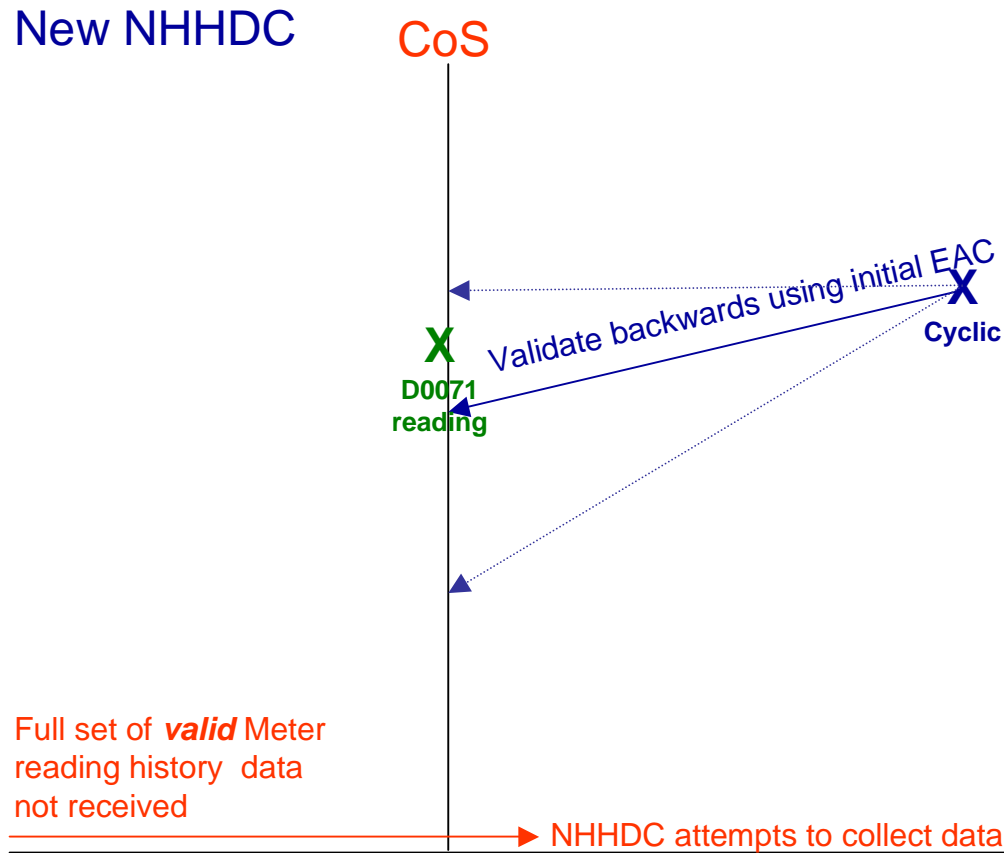 New NHHDC
CoS
Validate backwards using initial EAC
X
Cyclic
X
D0071
reading
Full set of valid Meter
reading history data
not received
NHHDC attempts to collect data